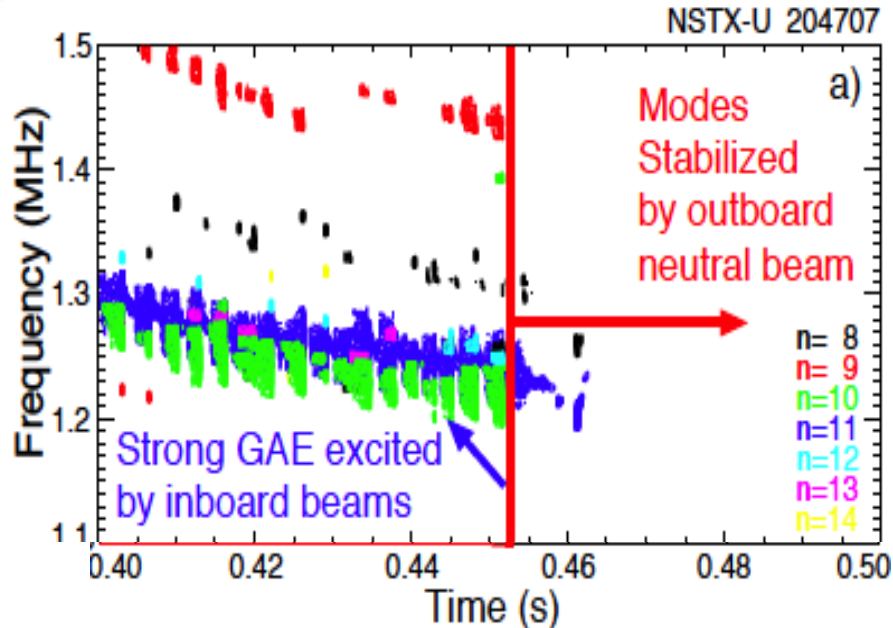 NSTX-U 204707
a)
1.5
1.4
1.3
1.2
1 1
Frequency (MHz)
Modes
Stabilized
by outboard
neutral beam
Strong GAE excited
by inboard beams
n= 8
n= 9
n=10
n=11
n=12
n=13
n=14
0.40
0.42
0.44
0.46
0.48
0.50
Time (s)